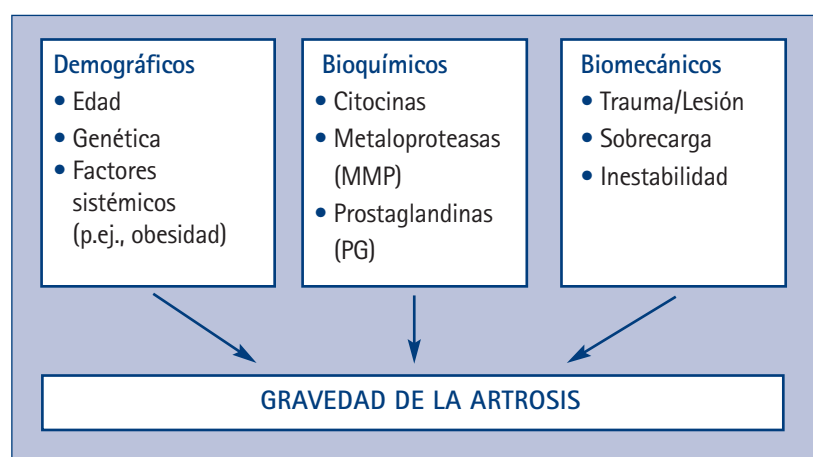 Demográficos
• Edad
• Genética
• Factores
sistémicos
(p.ej., obesidad)
Bioquímicos
• Citocinas
• Metaloproteasas
(MMP)
• Prostaglandinas
(PG)
Biomecánicos
• Trauma/Lesión
• Sobrecarga
• Inestabilidad
GRAVEDAD DE LA ARTROSIS